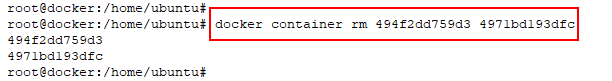 root@docker:/home/ubuntu#
root@docker:/home/ubuntu# docker container rm 494f2dd759d3 4971bd193dfc
494f2dd759d3
4971bd193dfc
root@docker:/home/ubuntu#